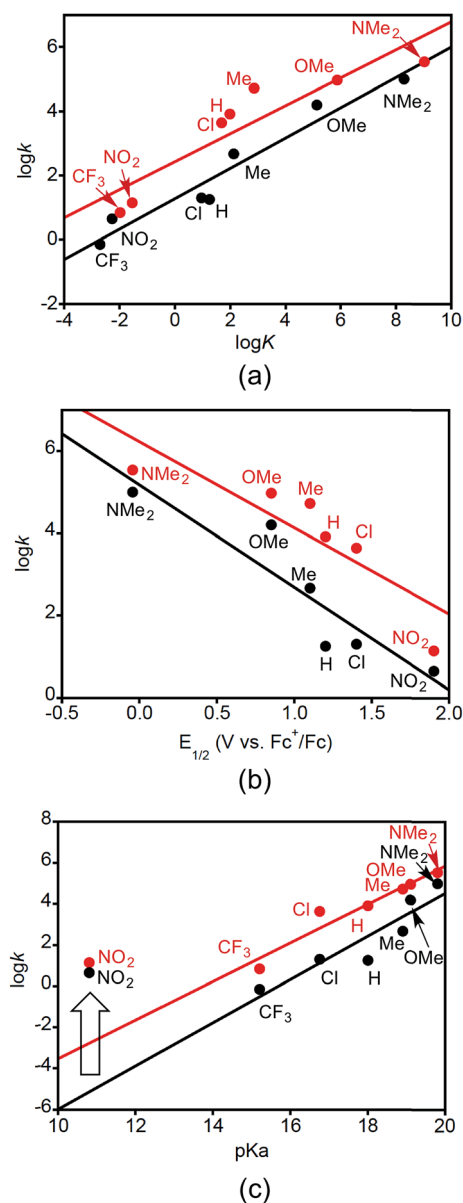 6
4
2
0
-2
logk
NMe2
OMe
Me
H
Cl
NO2
CF3
NMe2
OMe
Me
Cl
H
NO2
CF3
-4
-2
0
2
4
6
8
10
logK
(a)
6
4
2
0
logk
NMe2
OMe
Me
H
Cl
NO2
NMe2
OMe
Me
H
Cl
NO2
-0.5
0.0
0.5
1.0
1.5
2.0
E1/2 (V vs. Fc+/Fc)
(b)
8
6
4
2
0
-2
-4
-6
logk
NMe2
NMe2
OMe
Me
Cl
H
CF3
NO2
NO2
Me
OMe
Cl
H
CF3
10
12
14
16
18
20
pKa
(c)